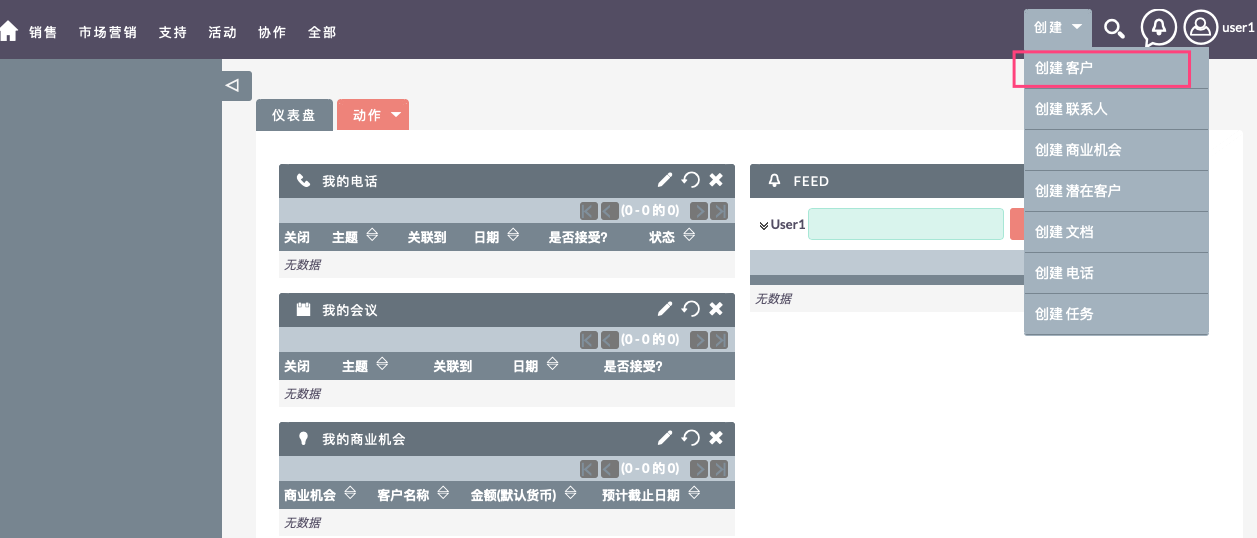 销售 市场营销 支持 活动 协作 全部 创建 user1
创建 客户
创建 联系人
创建 商业机会
创建 潜在客户
创建 文档
创建 电话
创建 任务
仪表盘 动作
我的电话
(0 - 0 的 0)
关闭 主题 关联到 日期 是否接受? 状态
无数据
我的会议
(0 - 0 的 0)
关闭 主题 关联到 日期 是否接受?
无数据
我的商业机会
(0 - 0 的 0)
商业机会 客户名称 金额(默认货币) 预计截止日期
无数据
FEED
User1
无数据